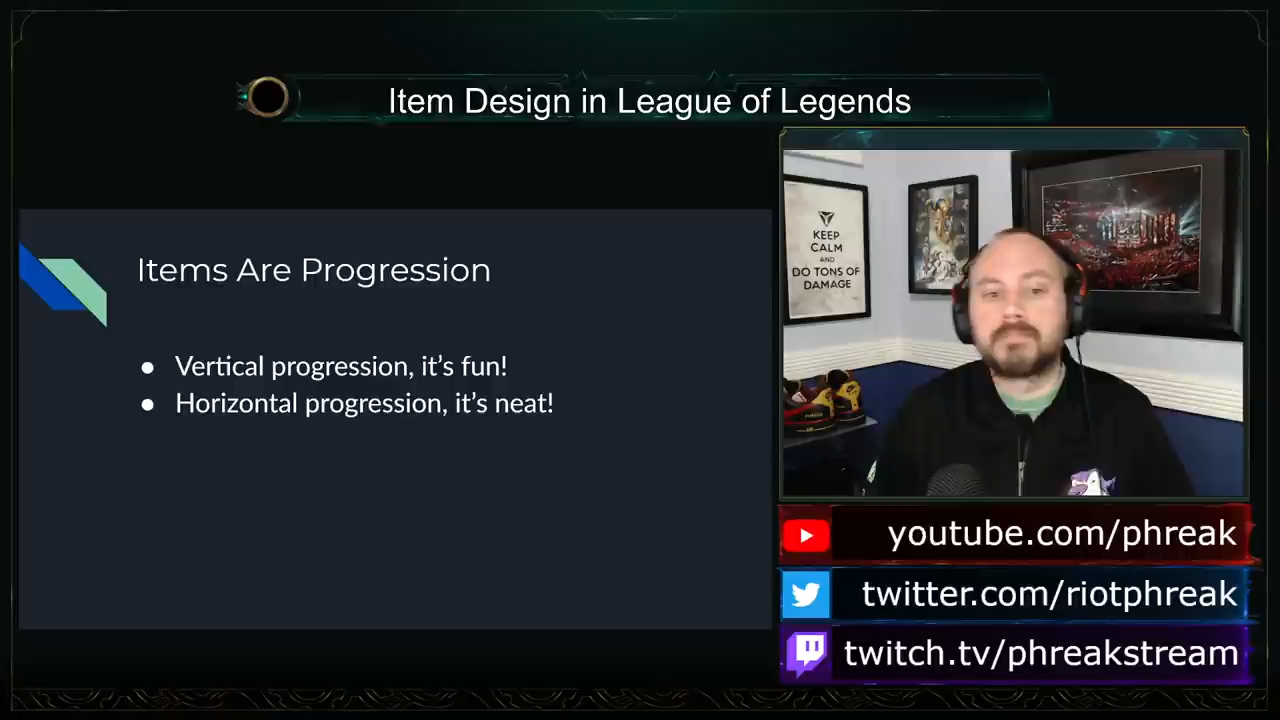 Item Design in League of Legends
KEEP
CALM
AND
DO TONS OF
DAMAGE
Items Are Progression
● Vertical progression, it's fun!
● Horizontal progression, it's neat!
youtube.com/phreak
twitter.com/riotphreak
twitch.tv/phreakstream